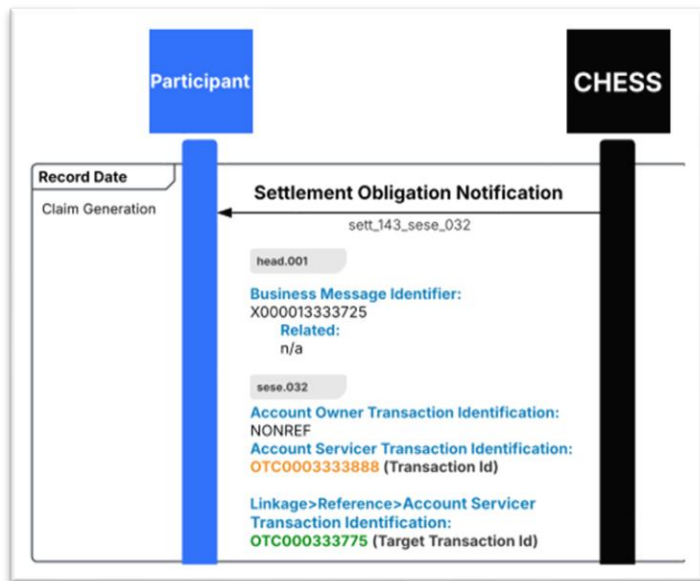 Participant
CHESS
Record Date
Claim Generation
Settlement Obligation Notification
sett_143_sese_032
head.001
Business Message Identifier:
X000013333725
Related:
n/a
sese.032
Account Owner Transaction Identification:
NONREF
Account Servicer Transaction Identification:
OTC0003333888 (Transaction Id)
Linkage>Reference>Account Servicer
Transaction Identification:
OTC000333775 (Target Transaction Id)